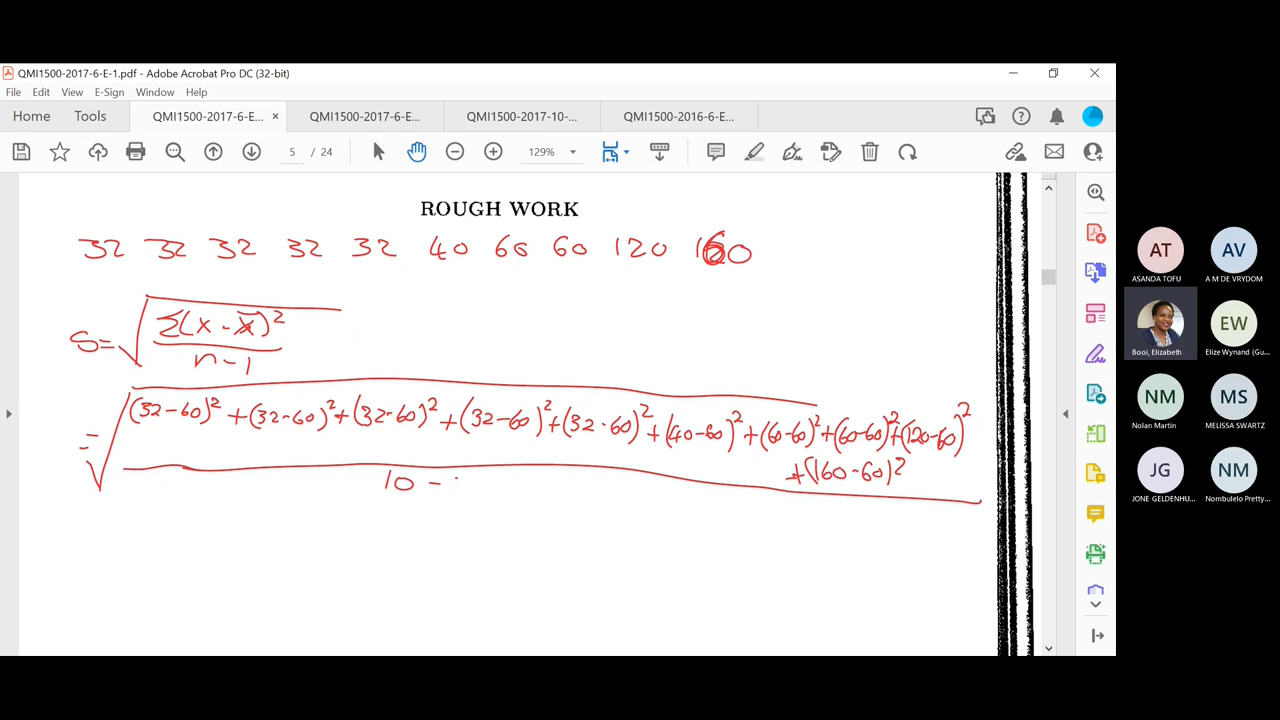 QMI1500-2017-6-E-1.pdf - Adobe Acrobat Pro DC (32-bit)
File Edit View E-Sign Window Help
Home Tools QMI1500-2017-6-E... × QMI1500-2017-6-E... QMI1500-2017-10-... QMI1500-2016-6-E...
5 / 24 129%
ROUGH WORK
32 32 32 32 32 40 60 60 120 160
S=√(Σ(x-x̄)²
n-1
=√(32-60)²+(32-60)²+(32-60)²+(32-60)²+(32-60)²+(40-60)²+(60-60)²+(60-60)²+(120-60)²
+(160-60)²
10 -
AT AV
ASANDA TOFU A M DE VRYDOM
EW
Booi, Elizabeth Elize Wynand (Gu...
NM MS
Nolan Martin MELISSA SWARTZ
JG NM
JONE GELDENHU... Nombulelo Pretty...